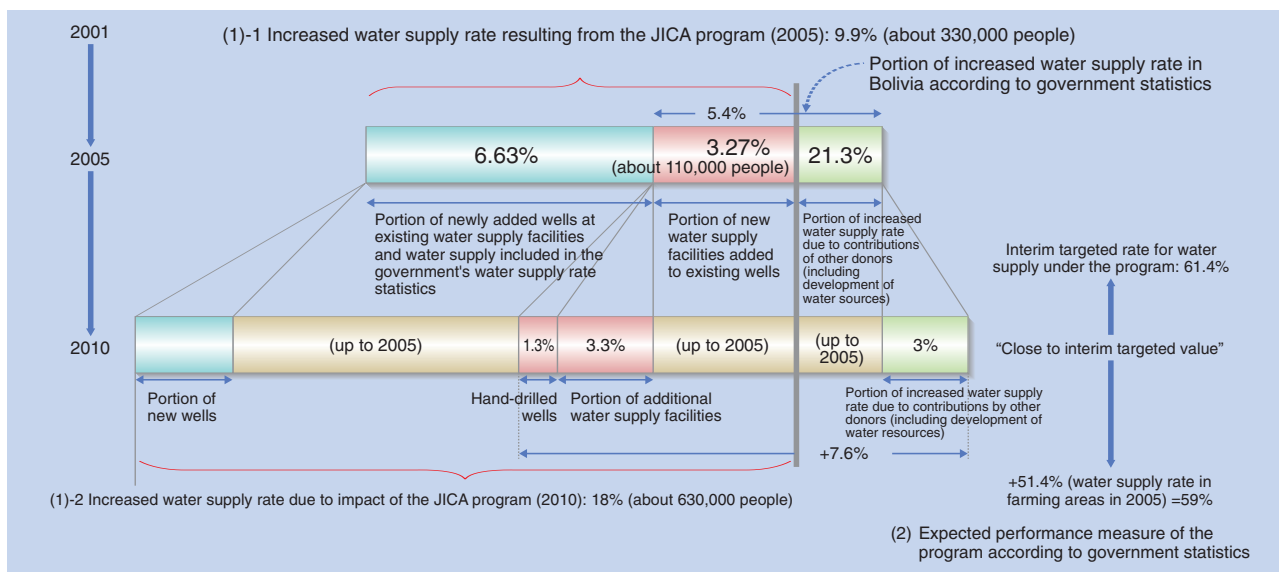 2001
(1)-1 Increased water supply rate resulting from the JICA program (2005): 9.9% (about 330,000 people)
Portion of increased water supply rate in
Bolivia according to government statistics
5.4%
2005
6.63%
3.27%
(about 110,000 people)
21.3%
Portion of newly added wells at
existing water supply facilities
and water supply included in the
government's water supply rate
statistics
Portion of new
water supply
facilities added
to existing wells
Portion of increased
water supply rate
due to contributions
of other donors
(including
development of
water sources)
Interim targeted rate for water
supply under the program: 61.4%
2010
(up to 2005)
1.3%
3.3%
(up to 2005)
(up to
2005)
3%
“Close to interim targeted value”
Portion of
new wells
Hand-drilled
wells
Portion of additional
water supply facilities
Portion of increased water supply
rate due to contributions by other
donors (including development of
water resources)
+7.6%
(1)-2 Increased water supply rate due to impact of the JICA program (2010): 18% (about 630,000 people)
+51.4% (water supply rate in
farming areas in 2005) =59%
(2) Expected performance measure of the
program according to government statistics